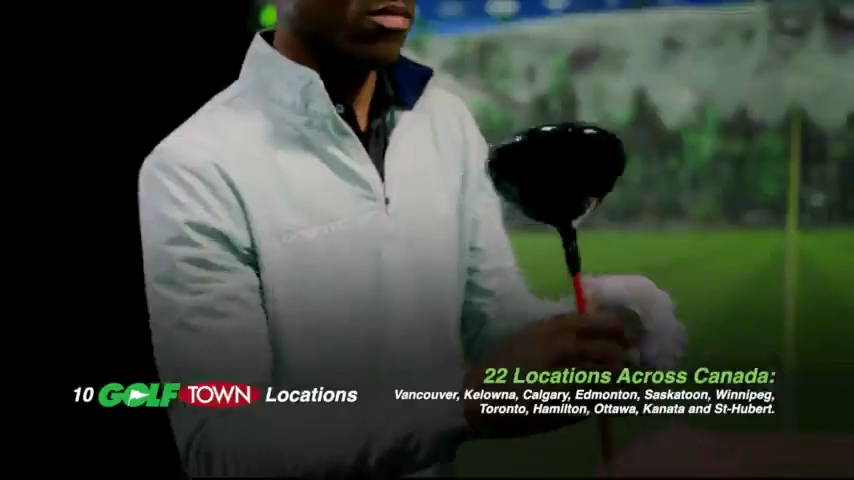 10 GOLF TOWN Locations
22 Locations Across Canada:
Vancouver, Kelowna, Calgary, Edmonton, Saskatoon, Winnipeg,
Toronto, Hamilton, Ottawa, Kanata and St-Hubert.